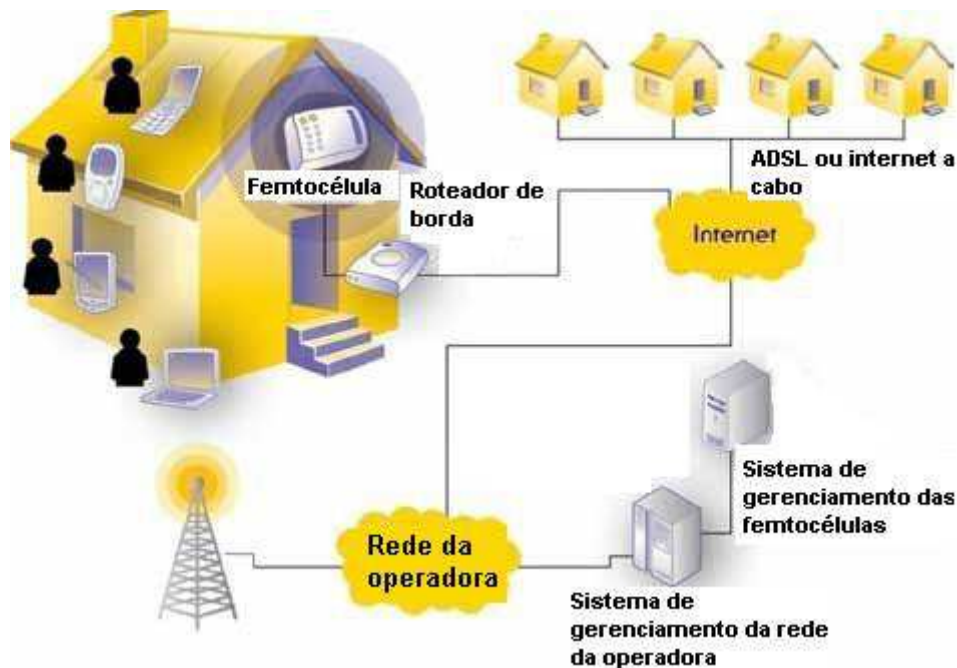 Femtocélula
Roteador de
borda
ADSL ou internet a
cabo
Internet
Sistema de
gerenciamento das
femtocélulas
Rede da
operadora
Sistema de
gerenciamento da rede
da operadora